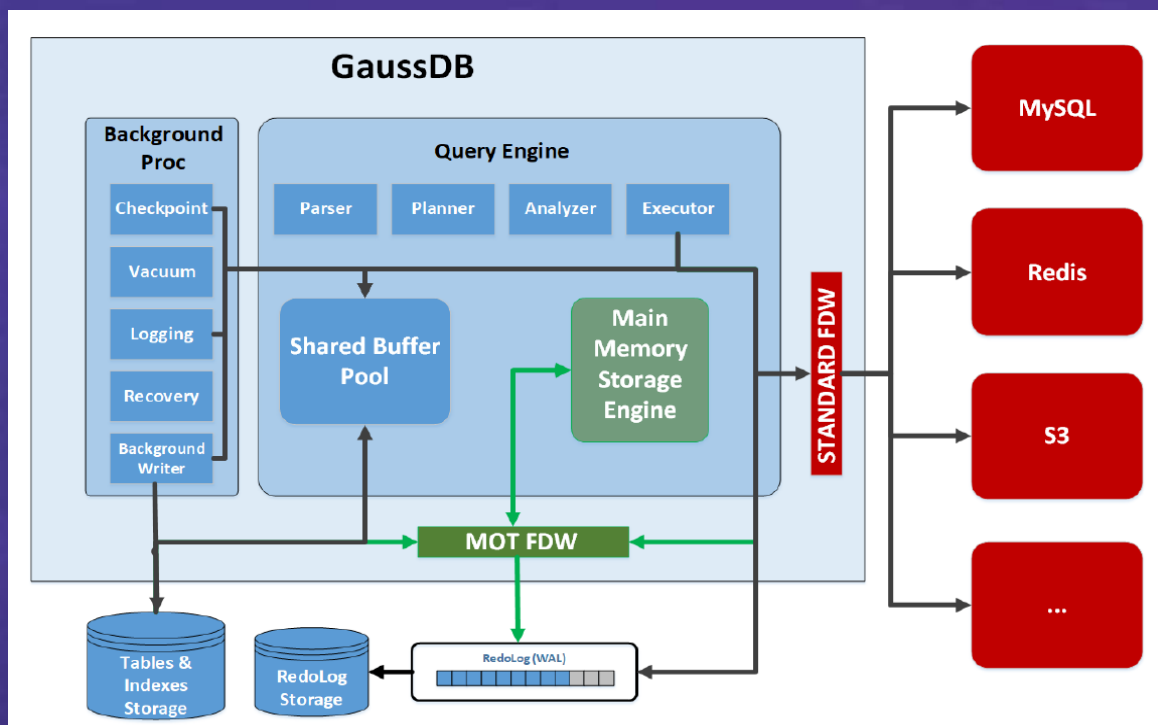 GaussDB
Background
Proc
Checkpoint
Vacuum
Logging
Recovery
Background
Writer
Query Engine
Parser
Planner
Analyzer
Executor
Shared Buffer
Pool
Main
Memory
Storage
Engine
MOT FDW
STANDARD FDW
MySQL
Redis
S3
...
Tables &
Indexes
Storage
RedoLog
Storage
RedoLog (WAL)